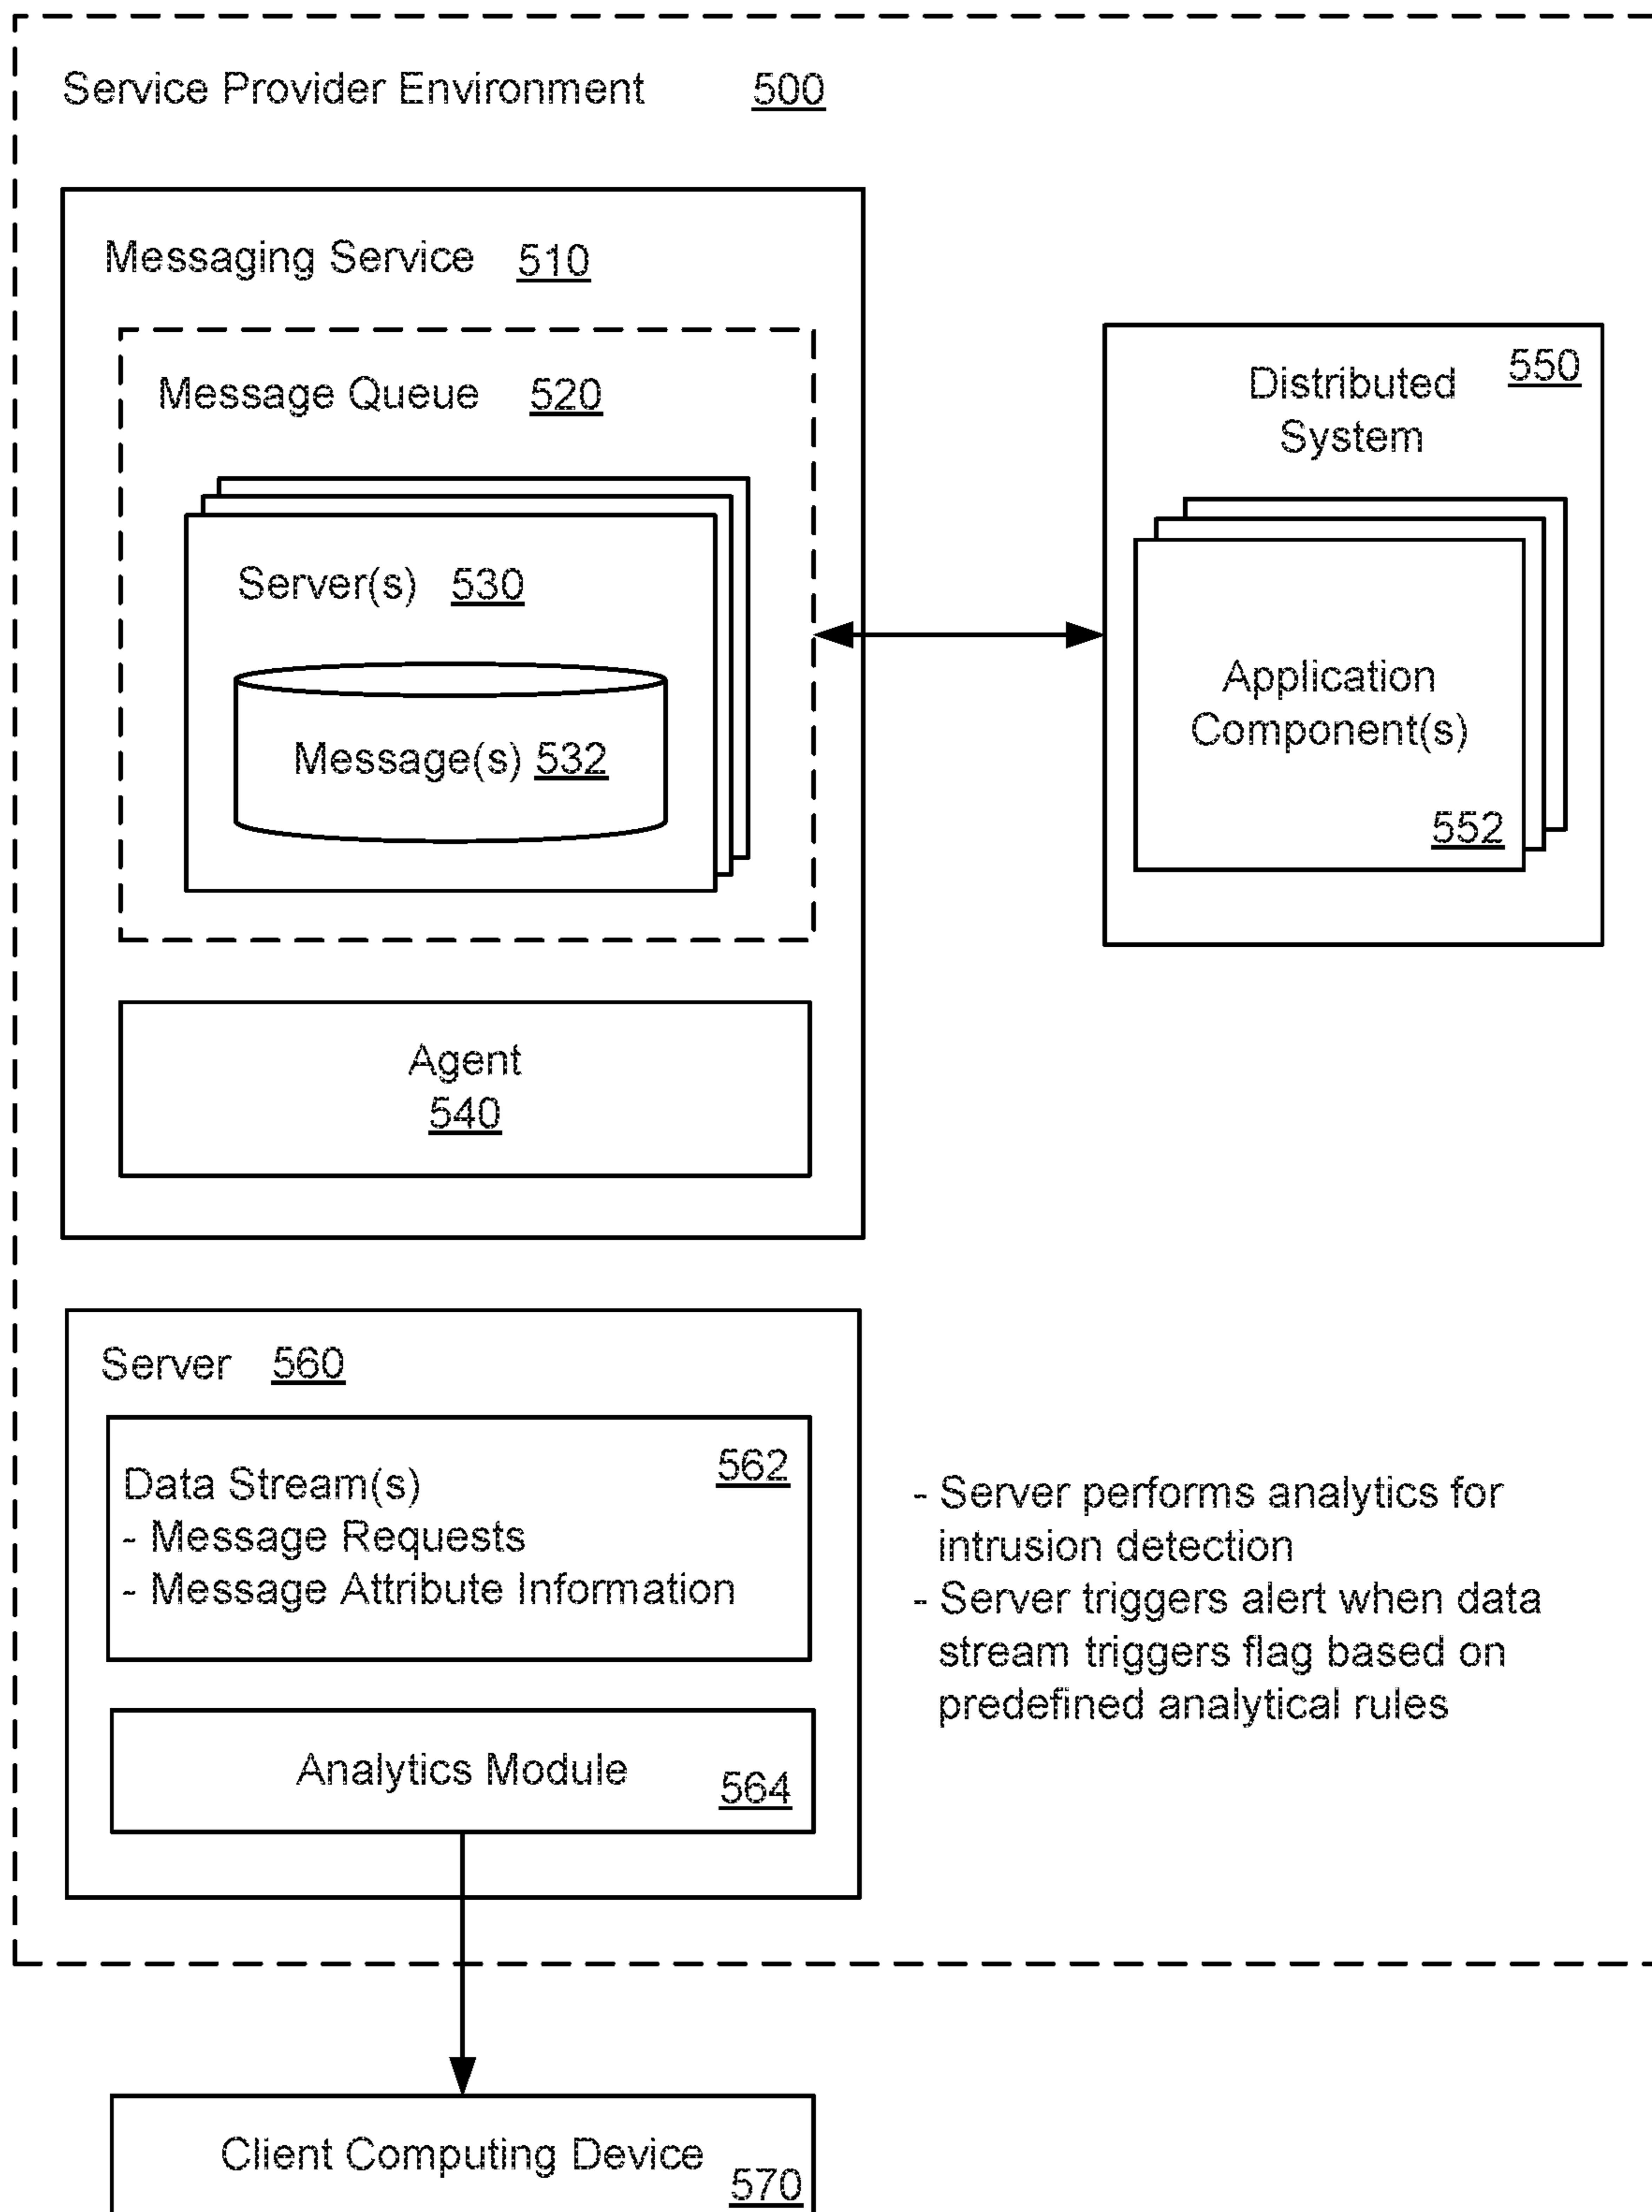 Service Provider Environment 500
Messaging Service 510
Message Queue 520
Server(s) 530
Message(s) 532
Agent
540
Distributed 550
System
Application
Component(s)
552
Server 560
562
Data Stream(s)
- Message Requests
- Message Attribute Information
Analytics Module 564
- Server performs analytics for
intrusion detection
- Server triggers alert when data
stream triggers flag based on
predefined analytical rules
Client Computing Device
570